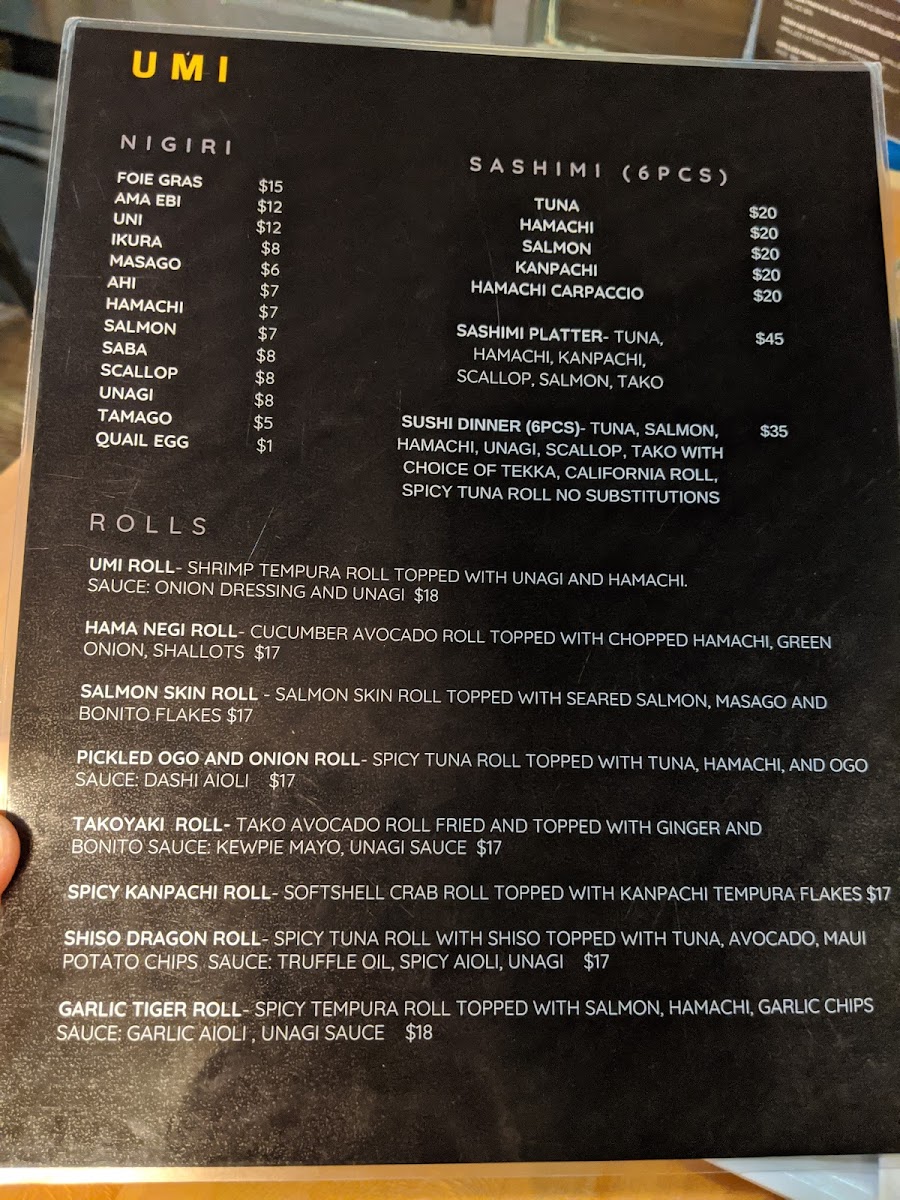 UMI
NIGIRI
FOIE GRAS $15
AMA EBI $12
UNI $12
IKURA $8
MASAGO $6
AHI $7
HAMACHI $7
SALMON $7
SABA $8
SCALLOP $8
UNAGI $8
TAMAGO $5
QUAIL EGG $1
SASHIMI (6PCS)
TUNA $20
HAMACHI $20
SALMON $20
KANPACHI $20
HAMACHI CARPACCIO $20
SASHIMI PLATTER- TUNA, $45
HAMACHI, KANPACHI,
SCALLOP, SALMON, TAKO
SUSHI DINNER (6PCS)- TUNA, SALMON, $35
HAMACHI, UNAGI, SCALLOP, TAKO WITH
CHOICE OF TEKKA, CALIFORNIA ROLL,
SPICY TUNA ROLL NO SUBSTITUTIONS
ROLLS
UMI ROLL- SHRIMP TEMPURA ROLL TOPPED WITH UNAGI AND HAMACHI.
SAUCE: ONION DRESSING AND UNAGI $18
HAMA NEGI ROLL- CUCUMBER AVOCADO ROLL TOPPED WITH CHOPPED HAMACHI, GREEN
ONION, SHALLOTS $17
SALMON SKIN ROLL - SALMON SKIN ROLL TOPPED WITH SEARED SALMON, MASAGO AND
BONITO FLAKES $17
PICKLED OGO AND ONION ROLL- SPICY TUNA ROLL TOPPED WITH TUNA, HAMACHI, AND OGO
SAUCE: DASHI AIOLI $17
TAKOYAKI ROLL- TAKO AVOCADO ROLL FRIED AND TOPPED WITH GINGER AND
BONITO SAUCE: KEWPIE MAYO, UNAGI SAUCE $17
SPICY KANPACHI ROLL- SOFTSHELL CRAB ROLL TOPPED WITH KANPACHI TEMPURA FLAKES $17
SHISO DRAGON ROLL- SPICY TUNA ROLL WITH SHISO TOPPED WITH TUNA, AVOCADO, MAUI
POTATO CHIPS SAUCE: TRUFFLE OIL, SPICY AIOLI, UNAGI $17
GARLIC TIGER ROLL- SPICY TEMPURA ROLL TOPPED WITH SALMON, HAMACHI, GARLIC CHIPS
SAUCE: GARLIC AIOLI , UNAGI SAUCE $18